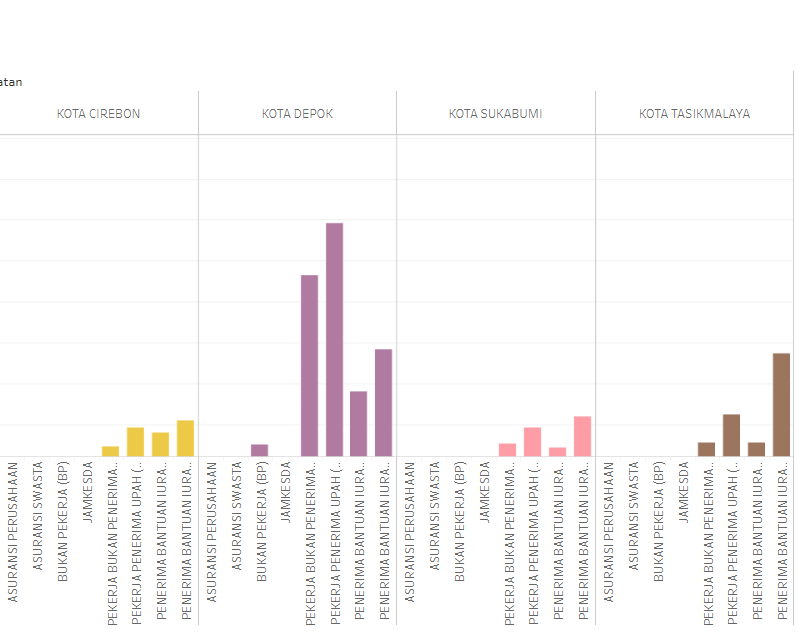 atan
KOTA CIREBON
KOTA DEPOK
KOTA SUKABUMI
KOTA TASIKMALAYA
ASURANSI PERUSAHAAN
ASURANSI SWASTA
BUKAN PEKERJA (BP)
JAMKESDA
PEKERJA BUKAN PENERIMA..
PEKERJA PENERIMA UPAH (..
PENERIMA BANTUAN IURA..
PENERIMA BANTUAN IURA..
ASURANSI PERUSAHAAN
ASURANSI SWASTA
BUKAN PEKERJA (BP)
JAMKESDA
PEKERJA BUKAN PENERIMA..
PEKERJA PENERIMA UPAH (..
PENERIMA BANTUAN IURA..
PENERIMA BANTUAN IURA..
ASURANSI PERUSAHAAN
ASURANSI SWASTA
BUKAN PEKERJA (BP)
JAMKESDA
PEKERJA BUKAN PENERIMA..
PEKERJA PENERIMA UPAH (..
PENERIMA BANTUAN IURA..
PENERIMA BANTUAN IURA..
ASURANSI PERUSAHAAN
ASURANSI SWASTA
BUKAN PEKERJA (BP)
JAMKESDA
PEKERJA BUKAN PENERIMA..
PEKERJA PENERIMA UPAH (..
PENERIMA BANTUAN IURA..
PENERIMA BANTUAN IURA..